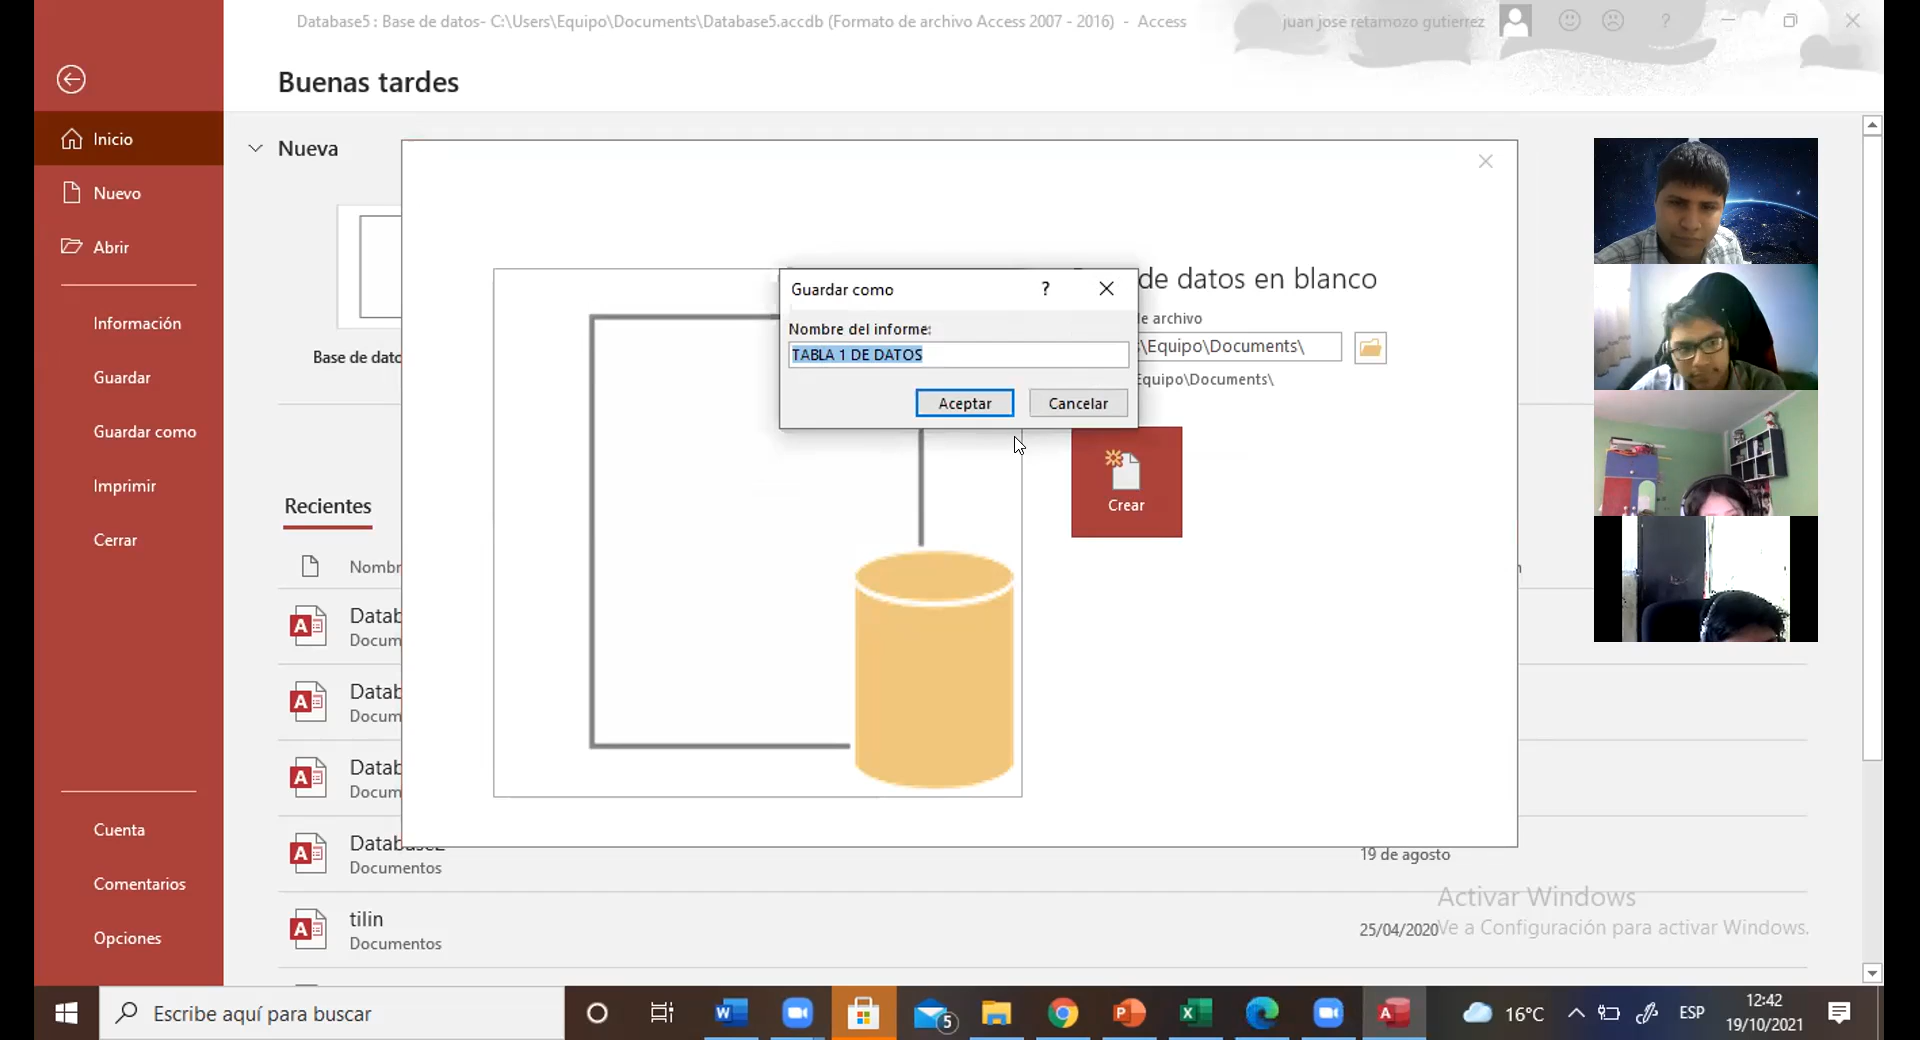 Database5 : Base de datos- C:\Users\Equipo\Documents\Database5.accdb (Formato de archivo Access 2007 - 2016) - Access
juan jose retamozo gutierrez
?
Buenas tardes
Inicio
Nuevo
Abrir
Información
Guardar
Guardar como
Imprimir
Cerrar
Cuenta
Comentarios
Opciones
Nueva
Base de dato
Guardar como
?
Nombre del informe:
TABLA 1 DE DATOS
Aceptar
Cancelar
de datos en blanco
e archivo
\Equipo\Documents\
Equipo\Documents\
Crear
Recientes
Nombr
n
Datab
Docum
Datab
Docum
Datab
Docum
Database2
Documentos
19 de agosto
tilin
Documentos
25/04/2020
Activar Windows
Ve a Configuración para activar Windows.
Escribe aquí para buscar
5
16°C
ESP
12:42
19/10/2021